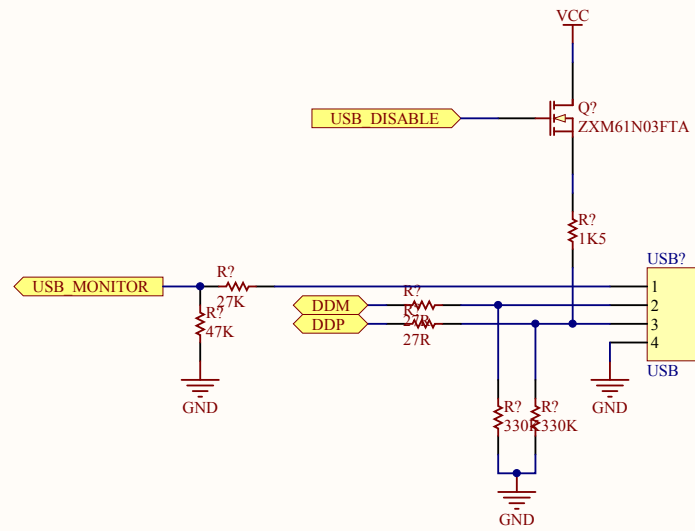 VCC
Q?
USB_DISABLE
ZXM61N03FTA
R?
1K5
USB?
USB_MONITOR
R?
27K
1
R?
DDM
2
R?
47K
R?
27R
DDP
3
27R
4
GND
USB
GND
R?
R?
330K
330K
GND